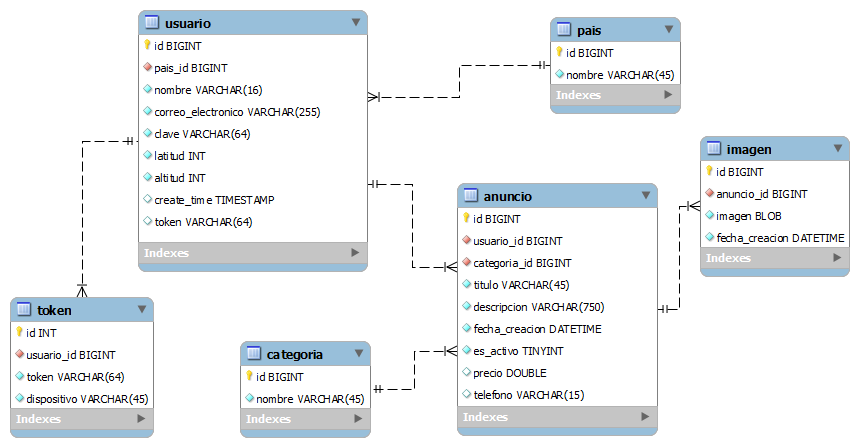 usuario
id BIGINT
pais_id BIGINT
nombre VARCHAR(16)
correo_electronico VARCHAR(255)
clave VARCHAR(64)
latitud INT
altitud INT
create_time TIMESTAMP
token VARCHAR(64)
Indexes
pais
id BIGINT
nombre VARCHAR(45)
Indexes
imagen
id BIGINT
anuncio_id BIGINT
imagen BLOB
fecha_creacion DATETIME
Indexes
anuncio
id BIGINT
usuario_id BIGINT
categoria_id BIGINT
titulo VARCHAR(45)
descripcion VARCHAR(750)
fecha_creacion DATETIME
es_activo TINYINT
precio DOUBLE
telefono VARCHAR(15)
Indexes
token
id INT
usuario_id BIGINT
token VARCHAR(64)
dispositivo VARCHAR(45)
Indexes
categoria
id BIGINT
nombre VARCHAR(45)
Indexes